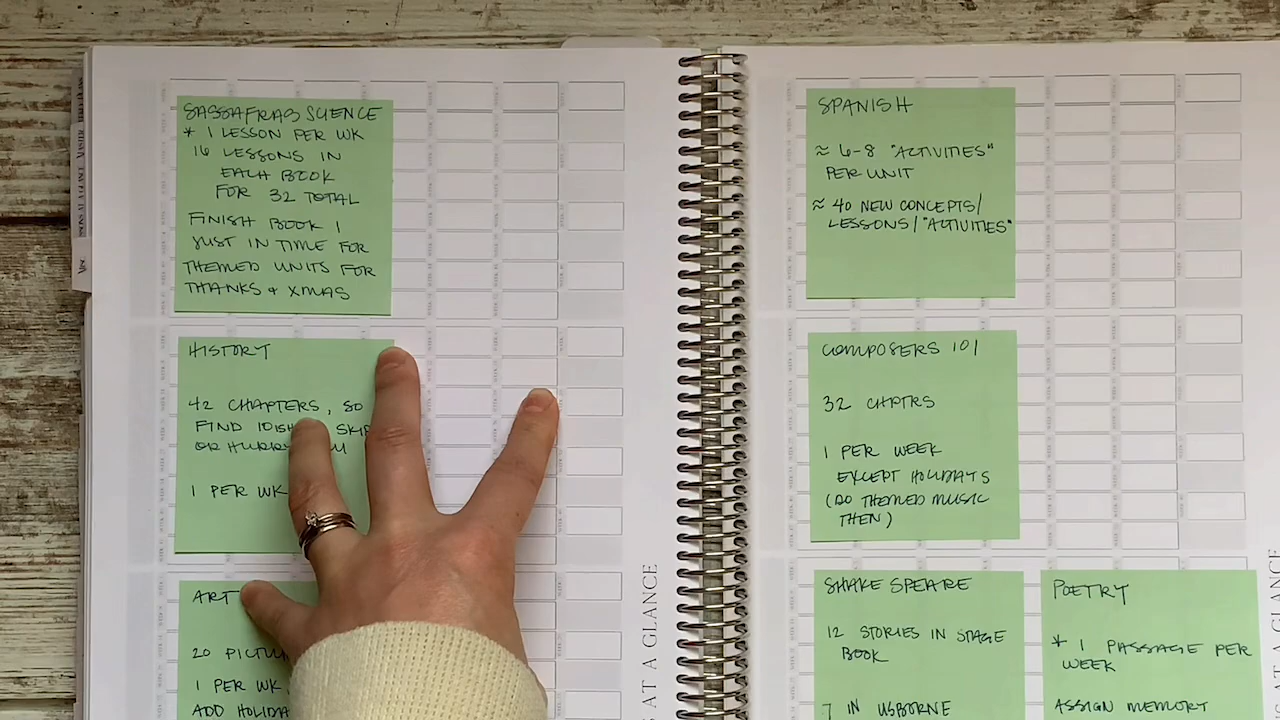 SASSAFRAS SCIENCE
* 1 LESSON PER WK
16 LESSONS IN
EACH BOOK
FOR 32 TOTAL
FINISH BOOK 1
JUST IN TIME FOR
THEMED UNITS FOR
THANKS + XMAS
HISTORY
42 CHAPTERS, SO
FIND 10ISH
OR
1 PER WK
ART
20
1 PER WK
ADD
SPANISH
≈ 6-8 "ACTIVITIES"
PER UNIT
≈ 40 NEW CONCEPTS/
LESSONS/"ACTIVITIES"
COMPOSERS 101
32 CHPTRS
1 PER WEEK
EXCEPT HOLIDAYS
(DO THEMED MUSIC
THEN)
SHAKESPEARE
12 STORIES IN STAGE
BOOK
7 IN USBORNE
POETRY
* 1 PASSAGE PER
WEEK
ASSIGN MEMORY
AT A GLANCE